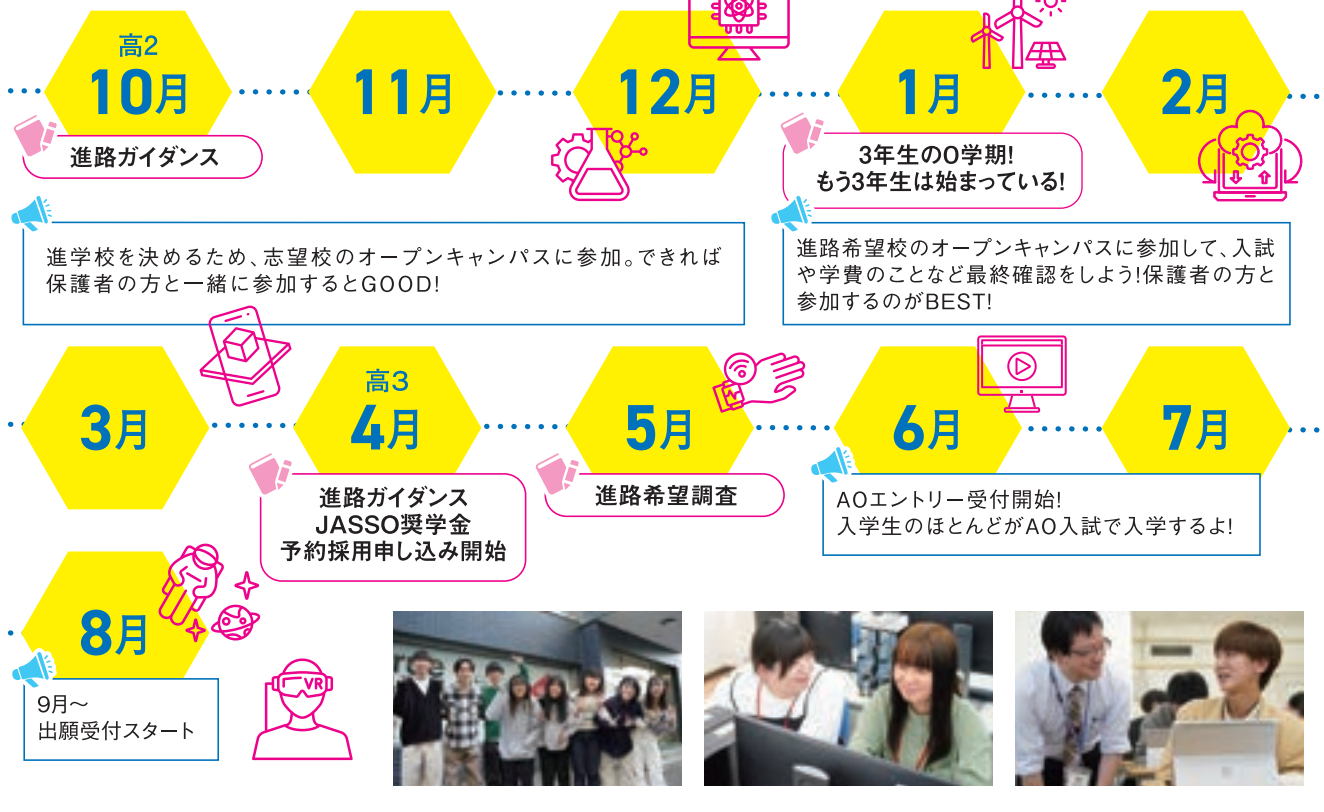 高2
10月
11月
12月
1月
2月
進路ガイダンス
3年生の0学期!
もう3年生は始まっている!
進学校を決めるため、志望校のオープンキャンパスに参加。できれば
保護者の方と一緒に参加するとGOOD!
進路希望校のオープンキャンパスに参加して、入試
や学費のことなど最終確認をしよう!保護者の方と
参加するのがBEST!
3月
高3
4月
5月
6月
7月
進路ガイダンス
JASSO奨学金
予約採用申し込み開始
進路希望調査
AOエントリー受付開始!
入学生のほとんどがAO入試で入学するよ!
8月
9月〜
出願受付スタート
VR